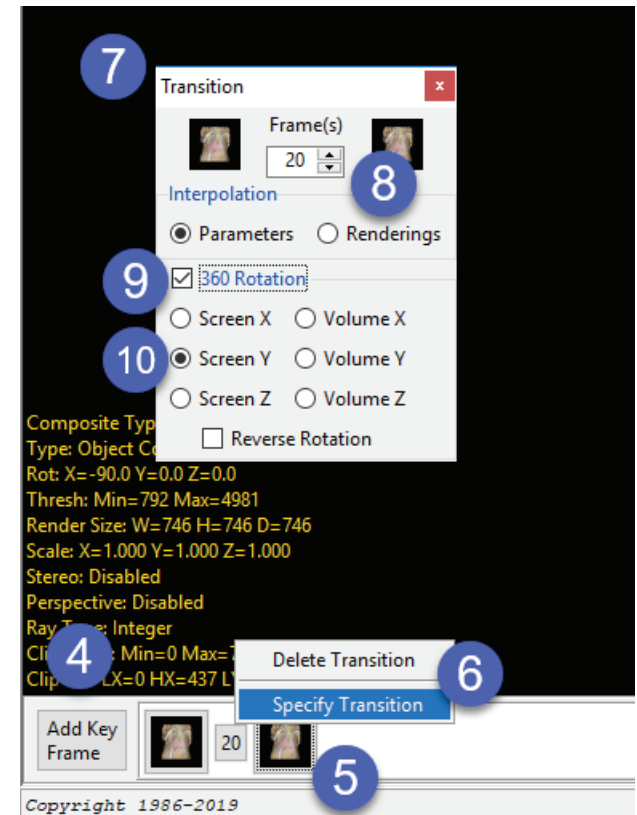 7
Transition
x
Frame(s)
20
8
Interpolation
Parameters Renderings
9
360 Rotation
Screen X Volume X
10
Screen Y Volume Y
Screen Z Volume Z
Reverse Rotation
Composite Typ
Type: Object Co
Rot: X=-90.0 Y=0.0 Z=0.0
Thresh: Min=792 Max=4981
Render Size: W=746 H=746 D=746
Scale: X=1.000 Y=1.000 Z=1.000
Stereo: Disabled
Perspective: Disabled
Ray : Integer
4
Min=0 Max=
Clip LX=0 HX=437
Delete Transition
6
Specify Transition
Add Key
Frame
20
5
Copyright 1986-2019